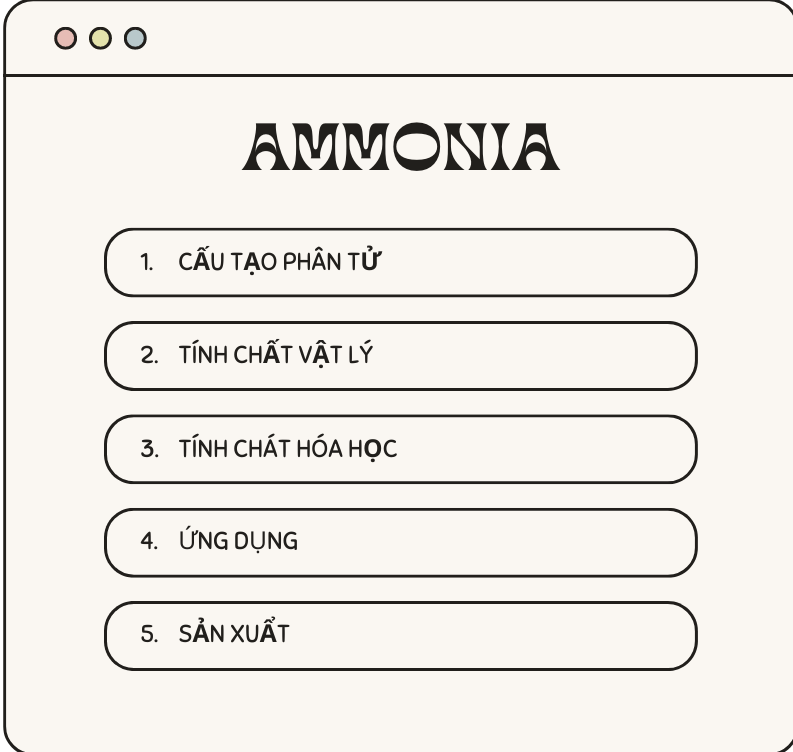 AMMONIA
1. CẤU TẠO PHÂN TỬ
2. TÍNH CHẤT VẬT LÝ
3. TÍNH CHÁT HÓA HỌC
4. ỨNG DỤNG
5. SẢN XUẤT